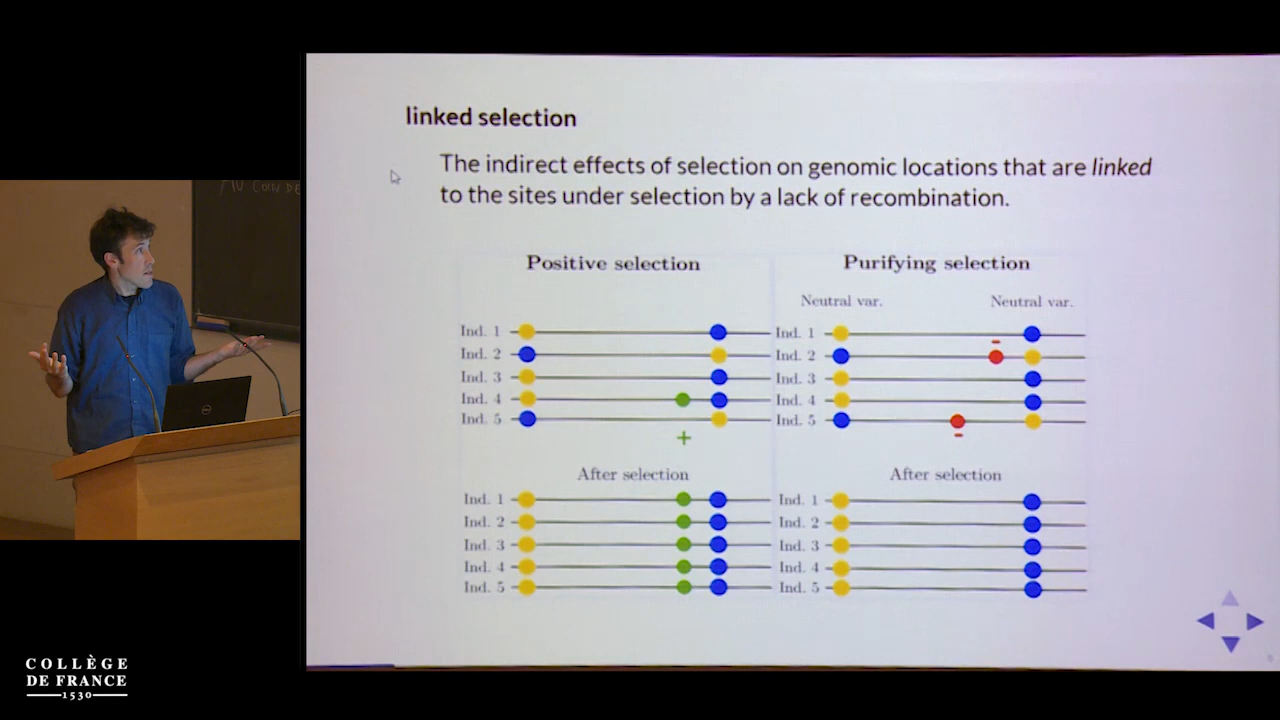 AU COIN DE
linked selection
The indirect effects of selection on genomic locations that are linked
to the sites under selection by a lack of recombination.
Positive selection
Ind. 1
Ind. 2
Ind. 3
Ind. 4
Ind. 5
+
After selection
Ind. 1
Ind. 2
Ind. 3
Ind. 4
Ind. 5
Purifying selection
Neutral var. Neutral var.
Ind. 1
-
Ind. 2
Ind. 3
Ind. 4
Ind. 5
-
After selection
Ind. 1
Ind. 2
Ind. 3
Ind. 4
Ind. 5
COLLÈGE
DE FRANCE
1530